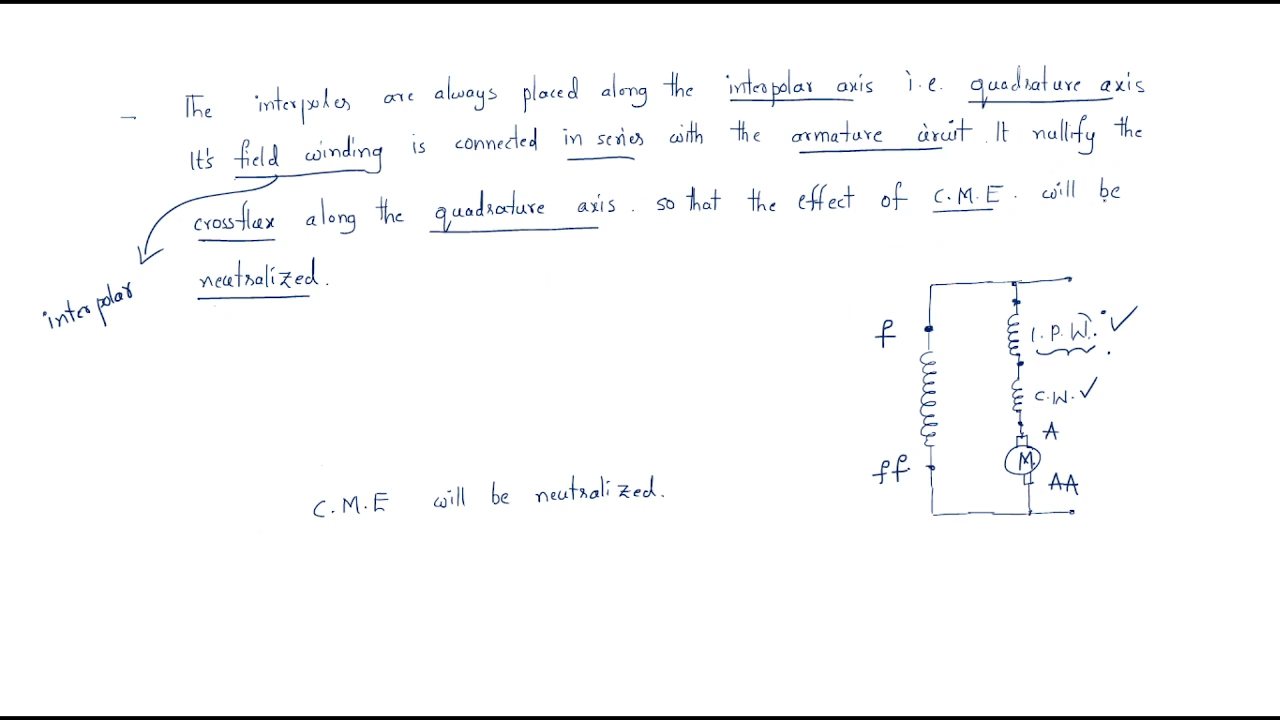 – The interpoles are always placed along the interpolar axis i.e. quadrature axis
It's field winding is connected in series with the armature circuit. It nullify the
crossflux along the quadrature axis. so that the effect of C.M.E. will be
neutralized.
interpolar
f
I.P.W.
C.W.
A
M
ff
AA
C.M.E will be neutralized.